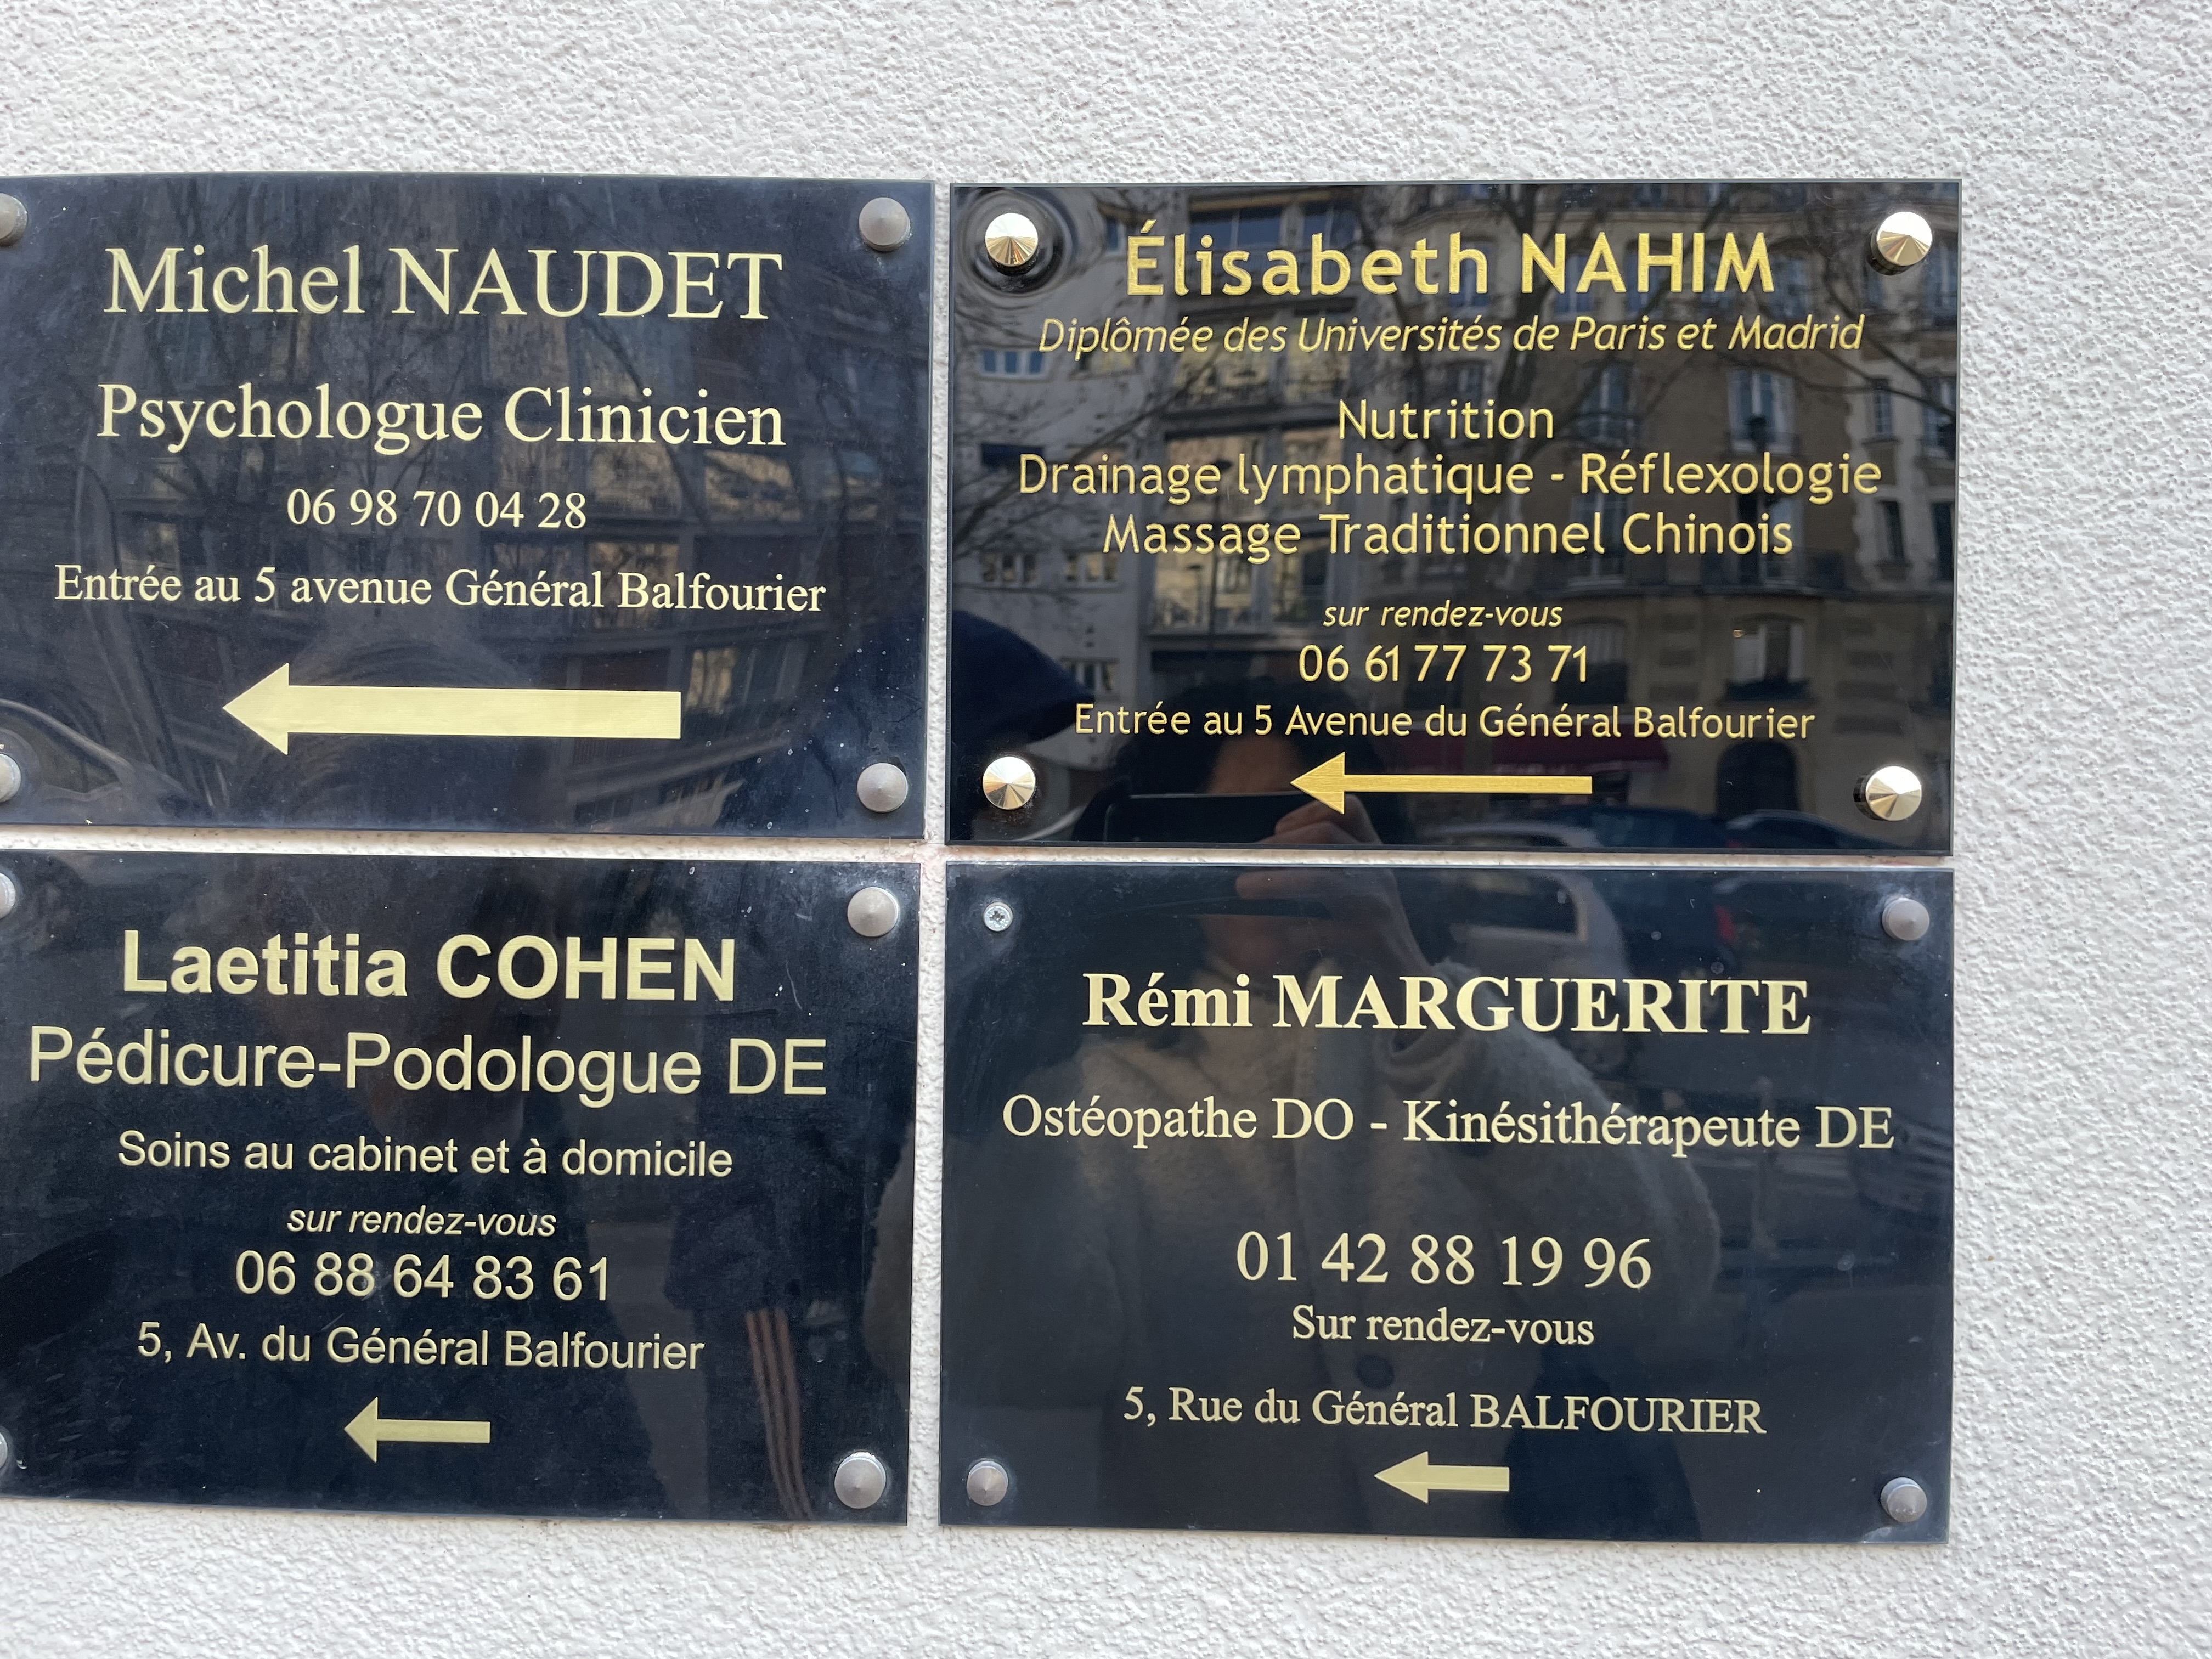 Michel NAUDET
Psychologue Clinicien
06 98 70 04 28
Entrée au 5 avenue Général Balfourier
Élisabeth NAHIM
Diplômée des Universités de Paris et Madrid
Nutrition
Drainage lymphatique - Réflexologie
Massage Traditionnel Chinois
sur rendez-vous
06 61 77 73 71
Entrée au 5 Avenue du Général Balfourier
Laetitia COHEN
Pédicure-Podologue DE
Soins au cabinet et à domicile
sur rendez-vous
06 88 64 83 61
5, Av. du Général Balfourier
Rémi MARGUERITE
Ostéopathe DO - Kinésithérapeute DE
01 42 88 19 96
Sur rendez-vous
5, Rue du Général BALFOURIER